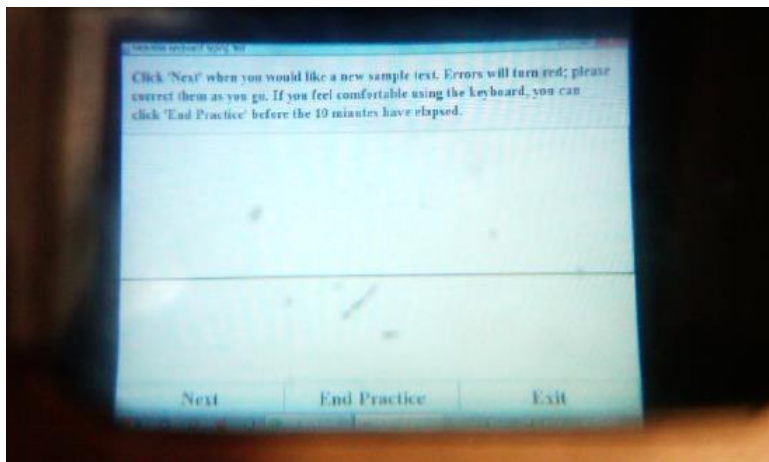 Click 'Next' when you would like a new sample text. Errors will turn red; please
correct them as you go. If you feel comfortable using the keyboard, you can
click 'End Practice' before the 10 minutes have elapsed.
Next End Practice Exit